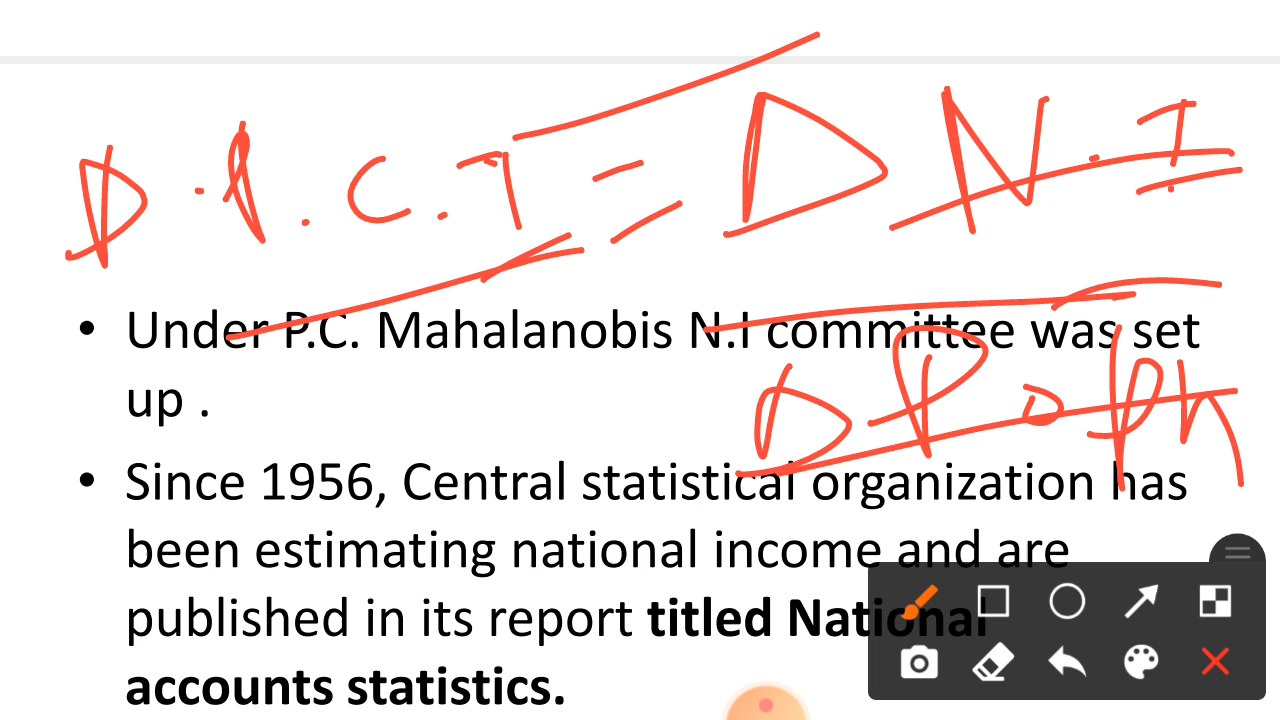 D.P.C.T = D N.I
• Under P.C. Mahalanobis N.I committee was set
up .
• Since 1956, Central statistical organization has
been estimating national income and are
published in its report titled National
accounts statistics.